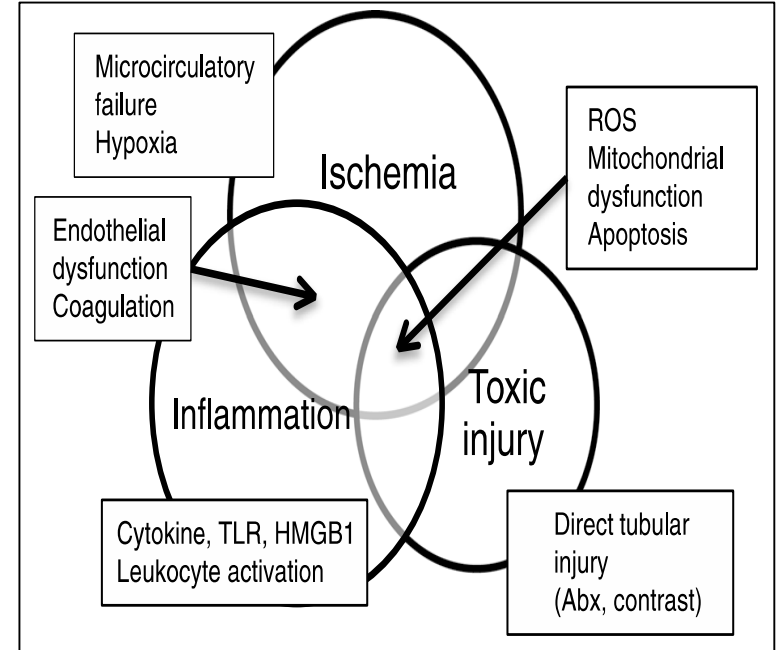 Microcirculatory
failure
Hypoxia
ROS
Mitochondrial
dysfunction
Apoptosis
Ischemia
Endothelial
dysfunction
Coagulation
Inflammation
Toxic
injury
Cytokine, TLR, HMGB1
Leukocyte activation
Direct tubular
injury
(Abx, contrast)